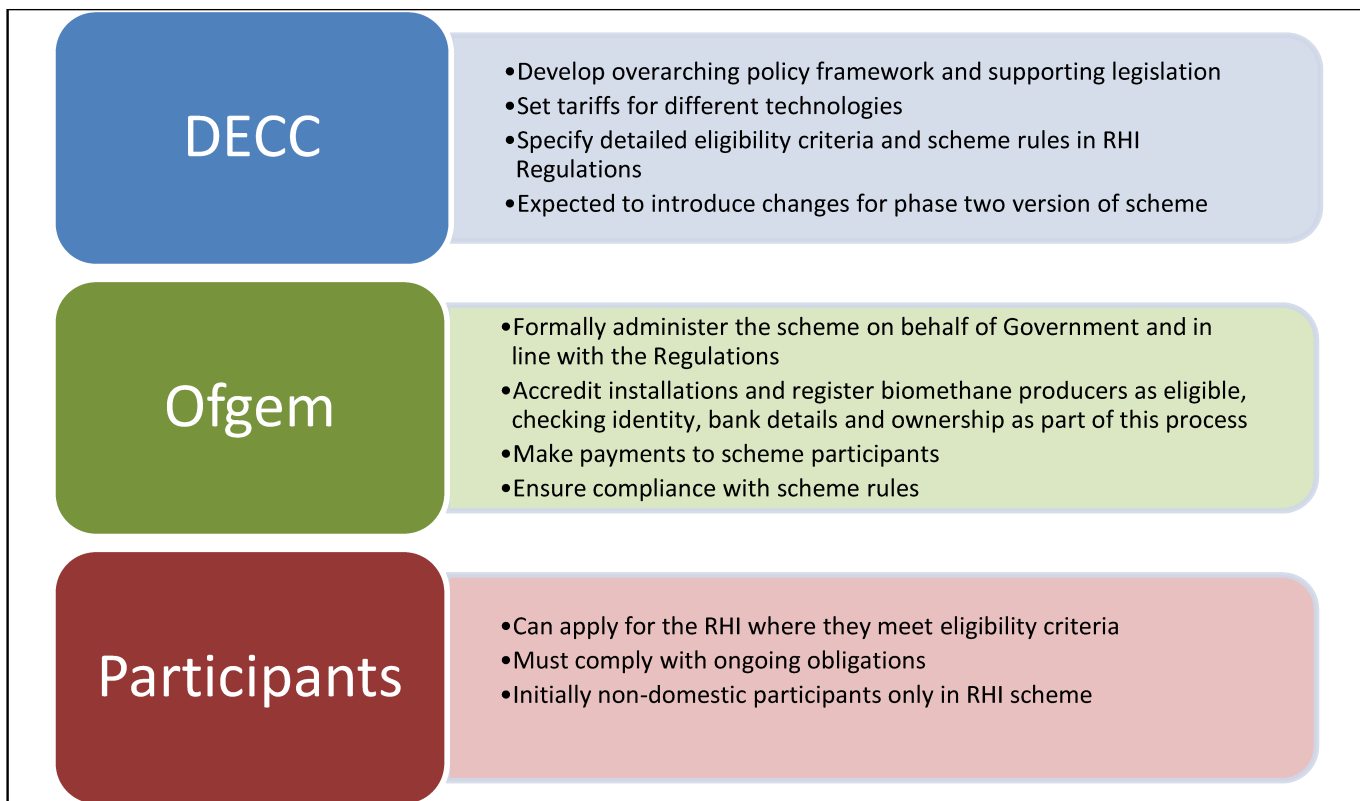 DECC
•Develop overarching policy framework and supporting legislation
•Set tariffs for different technologies
•Specify detailed eligibility criteria and scheme rules in RHI
Regulations
•Expected to introduce changes for phase two version of scheme
Ofgem
•Formally administer the scheme on behalf of Government and in
line with the Regulations
•Accredit installations and register biomethane producers as eligible,
checking identity, bank details and ownership as part of this process
•Make payments to scheme participants
•Ensure compliance with scheme rules
Participants
•Can apply for the RHI where they meet eligibility criteria
•Must comply with ongoing obligations
•Initially non-domestic participants only in RHI scheme